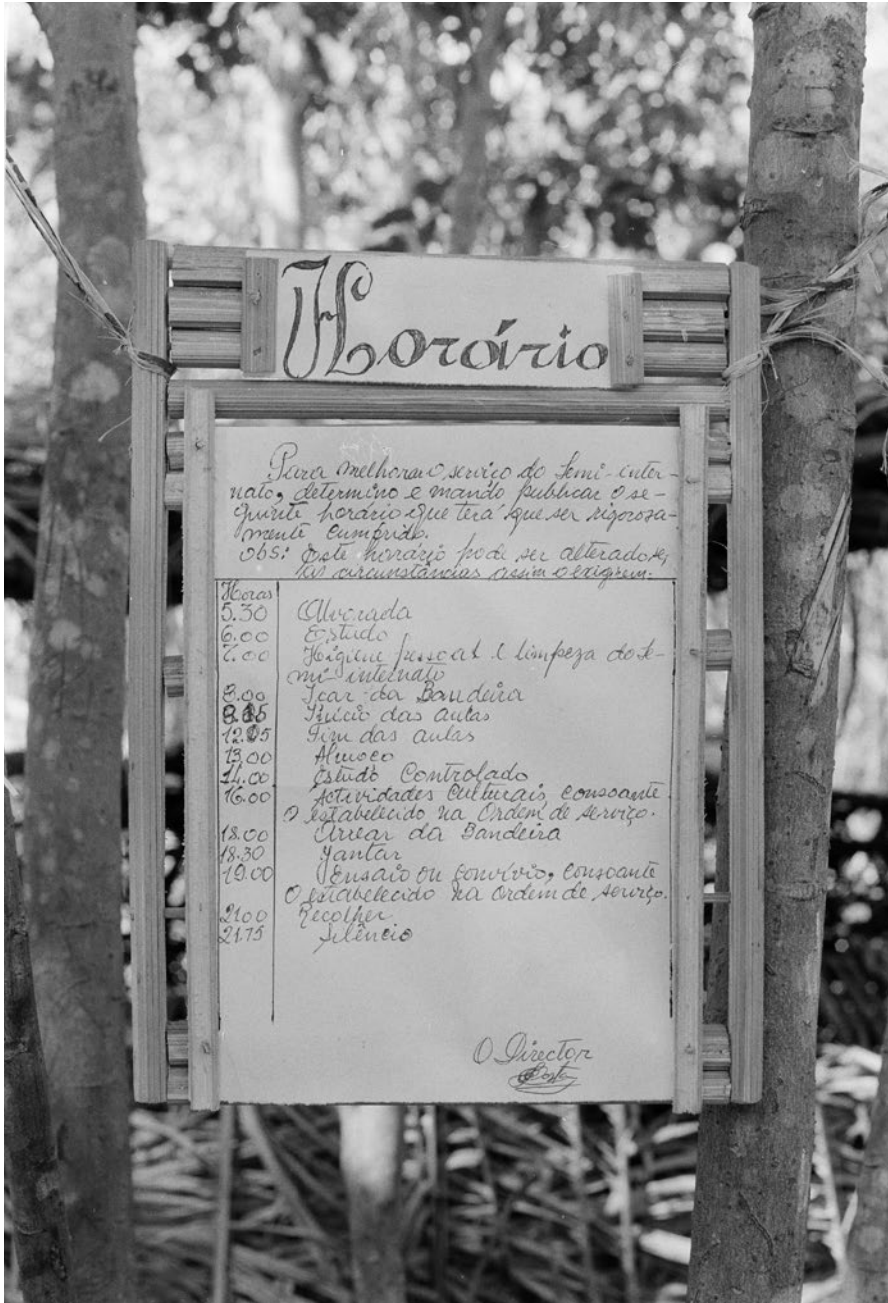 Horário
Para melhorar o serviço do Semi-inter-
nato, determino e mando publicar o se-
guinte horário que terá que ser rigorosa-
mente cumprido.
obs: Este horário pode ser alterado se,
as circunstâncias assim o exigirem.
Horas
5.30 Alvorada
6.00 Estudo
7.00 Higiene pessoal e limpeza do Se-
mi-internato
8.00 Içar da Bandeira
8.15 Início das aulas
12.05 Fim das aulas
13.00 Almoço
14.00 Estudo Controlado
16.00 Actividades Culturais, consoante
O estabelecido na Ordem de serviço.
18.00 Arrear da Bandeira
18.30 Jantar
19.00 Ensaio ou convívio, consoante
O estabelecido na ordem de serviço.
21.00 Recolher
21.15 Silêncio
O Director